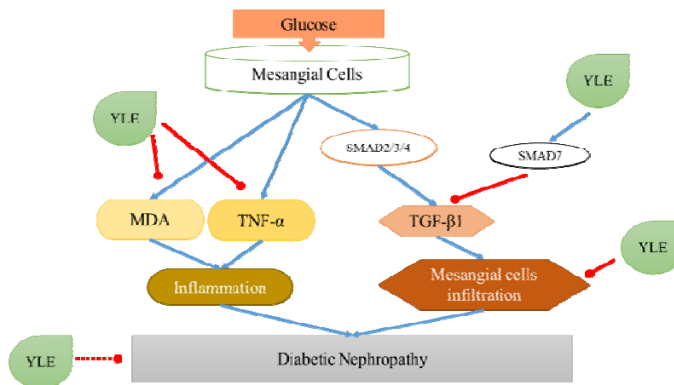 Glucose
Mesangial Cells
YLE
YLE
SMAD2/3/4
SMAD7
MDA
TNF-α
TGF-β1
YLE
Inflammation
Mesangial cells
infiltration
YLE
Diabetic Nephropathy